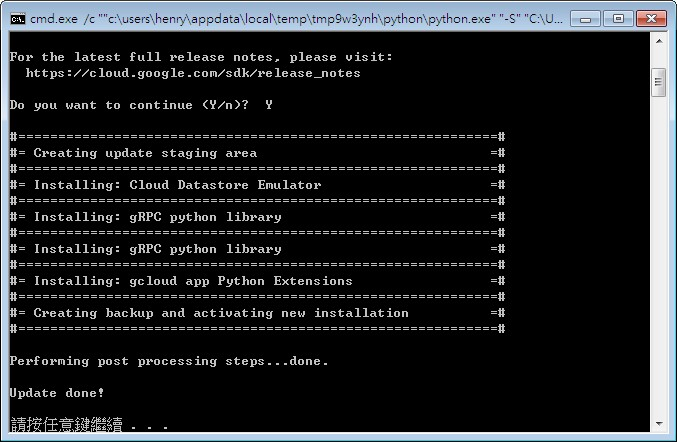 cmd.exe /c ""c:\users\henry\appdata\local\temp\tmp9w3ynh\python\python.exe" "-S" "C:\U...
For the latest full release notes, please visit:
  https://cloud.google.com/sdk/release_notes
Do you want to continue (Y/n)?  Y
#============================================================#
#= Creating update staging area                             =#
#============================================================#
#= Installing: Cloud Datastore Emulator                     =#
#============================================================#
#= Installing: gRPC python library                          =#
#============================================================#
#= Installing: gRPC python library                          =#
#============================================================#
#= Installing: gcloud app Python Extensions                 =#
#============================================================#
#= Creating backup and activating new installation          =#
#============================================================#
Performing post processing steps...done.
Update done!
請按任意鍵繼續 . . .